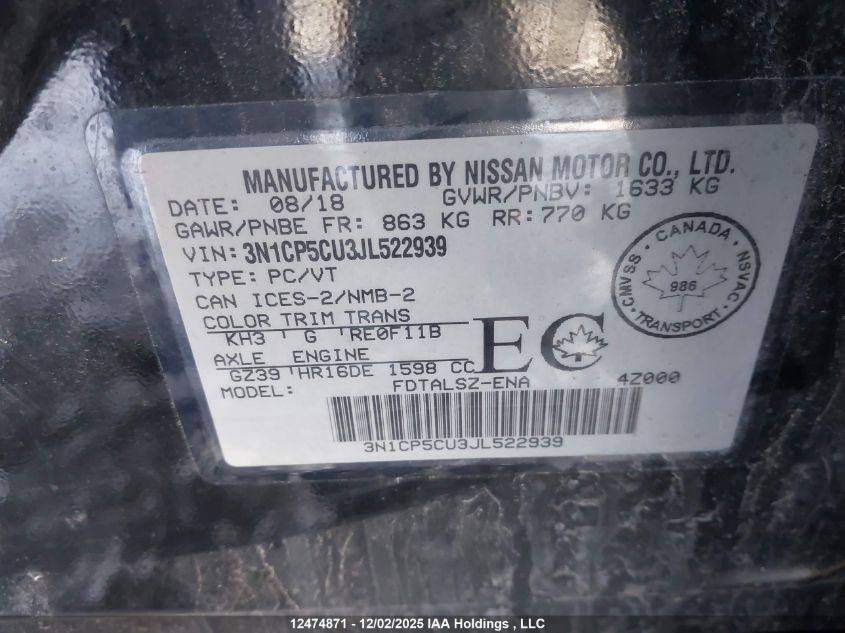 MANUFACTURED BY NISSAN MOTOR CO., LTD.
DATE: 08/18 GVWR/PNBV: 1633 KG
GAWR/PNBE FR: 863 KG RR: 770 KG
VIN: 3N1CP5CU3JL522939
TYPE: PC/VT
CAN ICES-2/NMB-2
COLOR TRIM TRANS
KH3 G RE0F11B
AXLE ENGINE
GZ39 HR16DE 1598 CC
MODEL: FDTALSZ-ENA 4Z000
EC
CANADA
CMVSS 986 NSVAC
TRANSPORT
3N1CP5CU3JL522939
12474871 - 12/02/2025 IAA Holdings , LLC